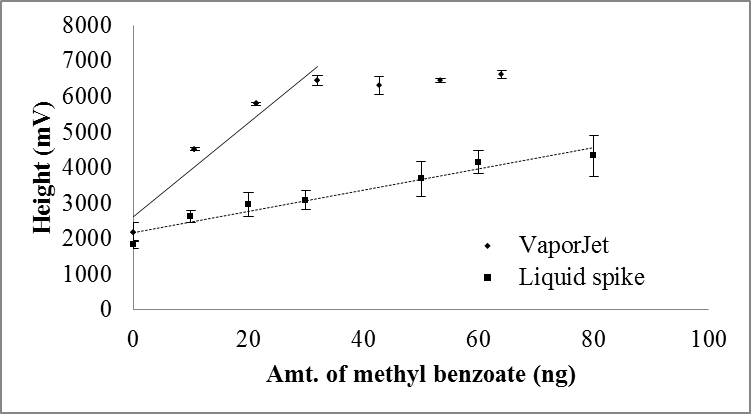 8000
7000
6000
5000
4000
3000
2000
1000
0
Height (mV)
VaporJet
Liquid spike
0 20 40 60 80 100
Amt. of methyl benzoate (ng)